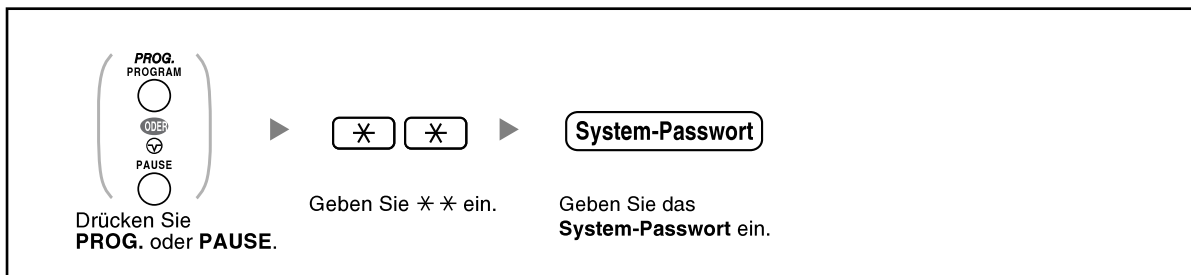 PROG.
PROGRAM
ODER
PAUSE
Drücken Sie
PROG. oder PAUSE.
✳ ✳
Geben Sie ✳ ✳ ein.
System-Passwort
Geben Sie das
System-Passwort ein.